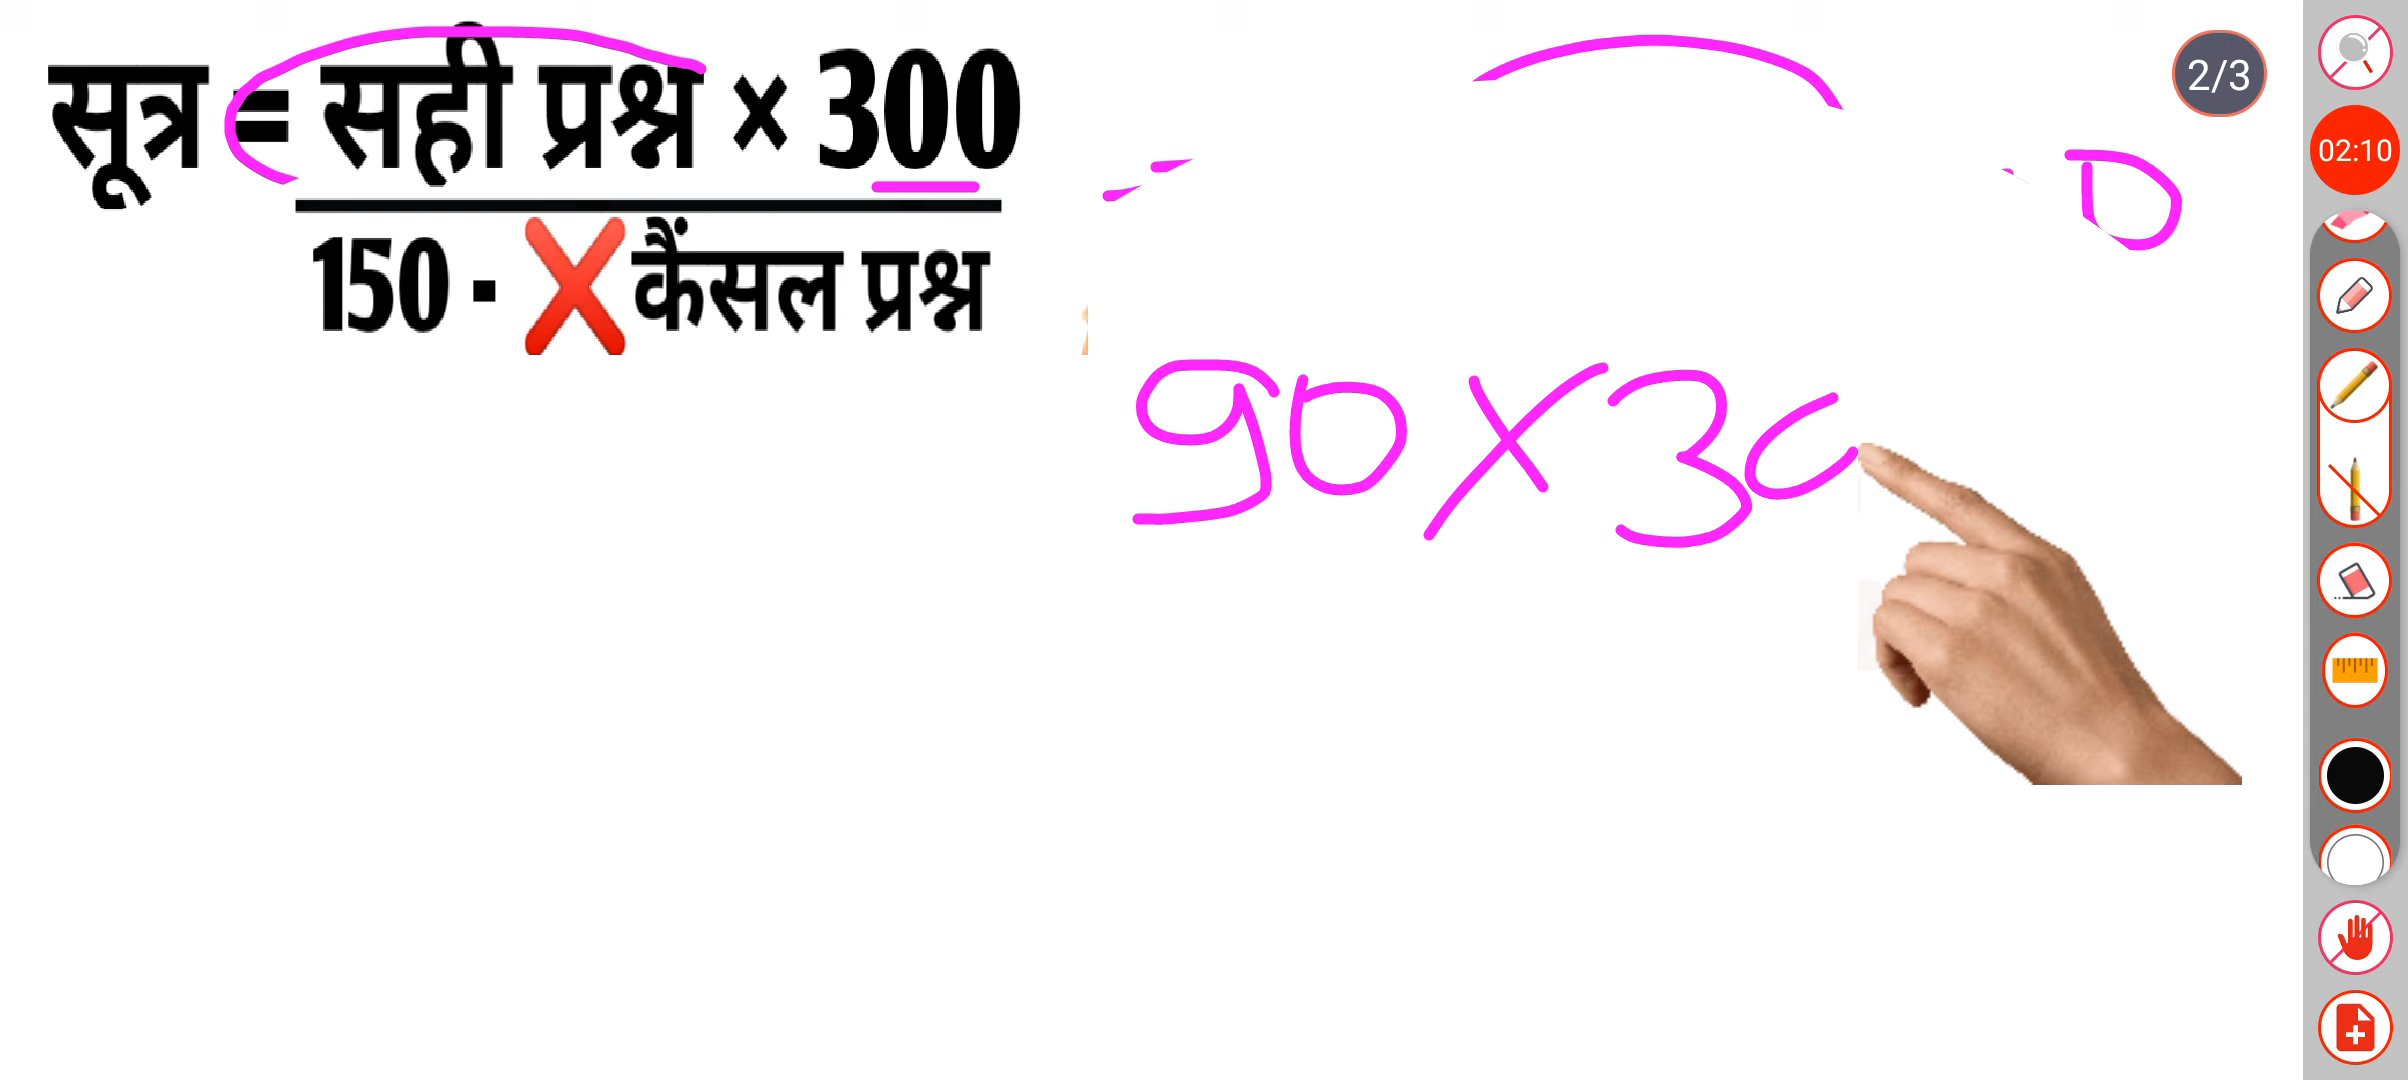 सूत्र = सही प्रश्न × 300
150 - ❌कैंसल प्रश्न
2/3
02:10
90 X 30